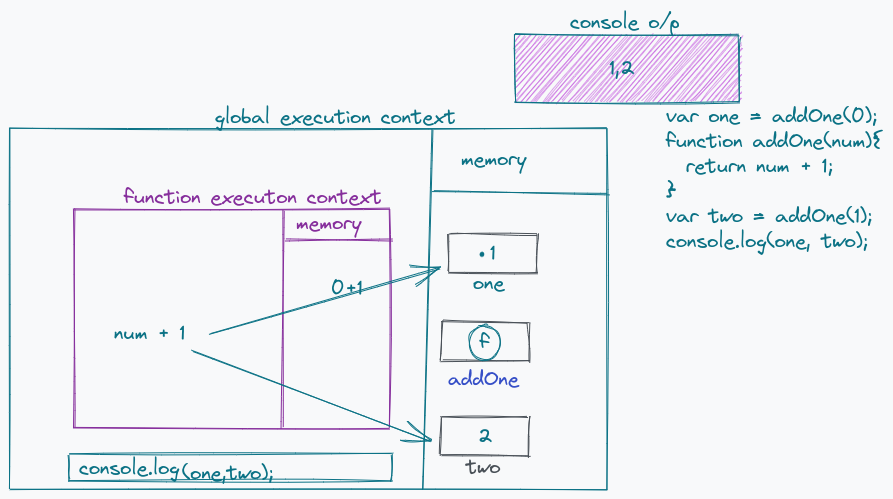 console o/p
1,2
var one = addOne(0);
function addOne(num){
return num + 1;
}
var two = addOne(1);
console.log(one, two);
global execution context
memory
function executon context
memory
•1
one
0+1
num + 1
f
addOne
2
two
console.log(one,two);